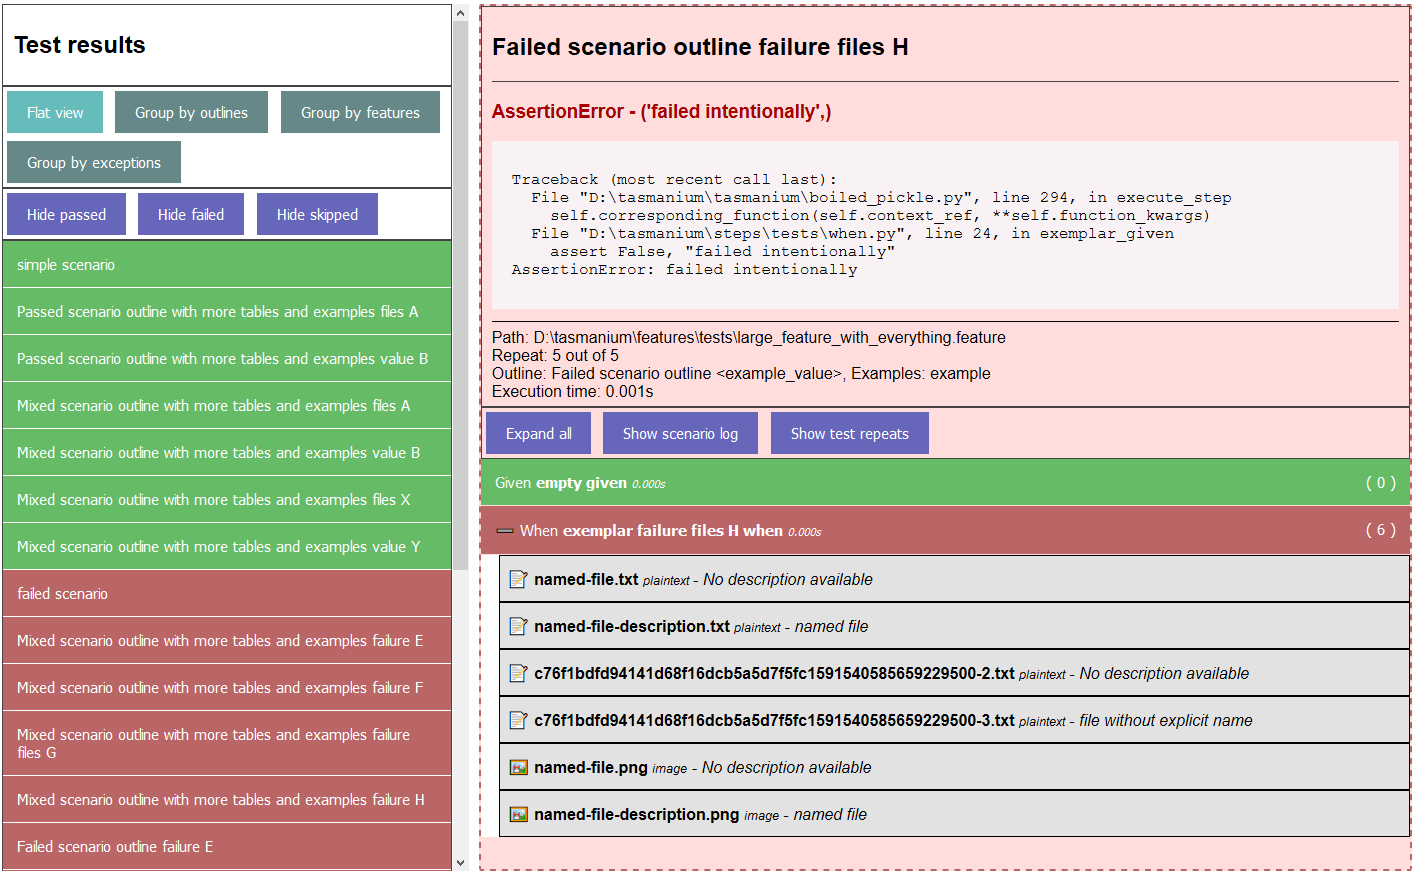 Test results
Flat view
Group by outlines
Group by features
Group by exceptions
Hide passed
Hide failed
Hide skipped
simple scenario
Passed scenario outline with more tables and examples files A
Passed scenario outline with more tables and examples value B
Mixed scenario outline with more tables and examples files A
Mixed scenario outline with more tables and examples value B
Mixed scenario outline with more tables and examples files X
Mixed scenario outline with more tables and examples value Y
failed scenario
Mixed scenario outline with more tables and examples failure E
Mixed scenario outline with more tables and examples failure F
Mixed scenario outline with more tables and examples failure
files G
Mixed scenario outline with more tables and examples failure H
Failed scenario outline failure E
Failed scenario outline failure files H
AssertionError - ('failed intentionally',)
Traceback (most recent call last):
  File "D:\tasmanium\tasmanium\boiled_pickle.py", line 294, in execute_step
    self.corresponding_function(self.context_ref, **self.function_kwargs)
  File "D:\tasmanium\steps\tests\when.py", line 24, in exemplar_given
    assert False, "failed intentionally"
AssertionError: failed intentionally
Path: D:\tasmanium\features\tests\large_feature_with_everything.feature
Repeat: 5 out of 5
Outline: Failed scenario outline <example_value>, Examples: example
Execution time: 0.001s
Expand all
Show scenario log
Show test repeats
Given empty given 0.000s ( 0 )
When exemplar failure files H when 0.000s ( 6 )
named-file.txt plaintext - No description available
named-file-description.txt plaintext - named file
c76f1bdfd94141d68f16dcb5a5d7f5fc1591540585659229500-2.txt plaintext - No description available
c76f1bdfd94141d68f16dcb5a5d7f5fc1591540585659229500-3.txt plaintext - file without explicit name
named-file.png image - No description available
named-file-description.png image - named file